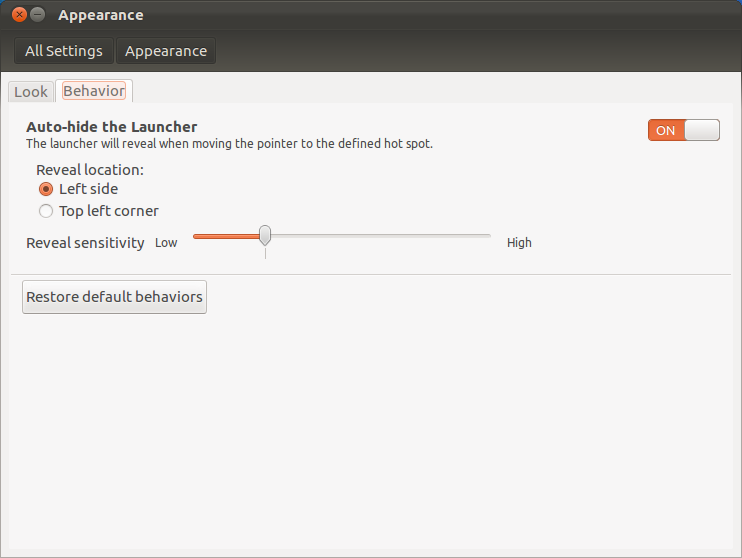 Appearance
All Settings Appearance
Look Behavior
Auto-hide the Launcher
ON
The launcher will reveal when moving the pointer to the defined hot spot.
Reveal location:
Left side
Top left corner
Reveal sensitivity Low High
Restore default behaviors